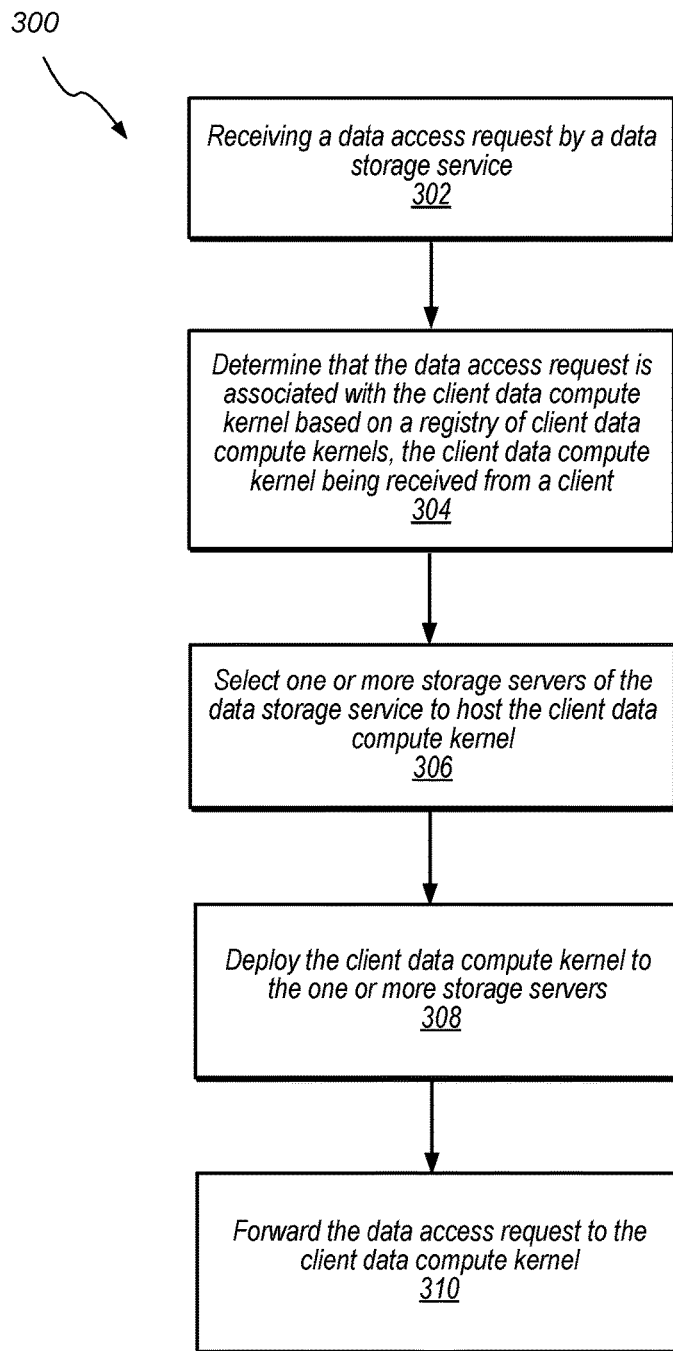 300
Receiving a data access request by a data
storage service
302
Determine that the data access request is
associated with the client data compute
kernel based on a registry of client data
compute kernels, the client data compute
kernel being received from a client
304
Select one or more storage servers of the
data storage service to host the client data
compute kernel
306
Deploy the client data compute kernel to
the one or more storage servers
308
Forward the data access request to the
client data compute kernel
310